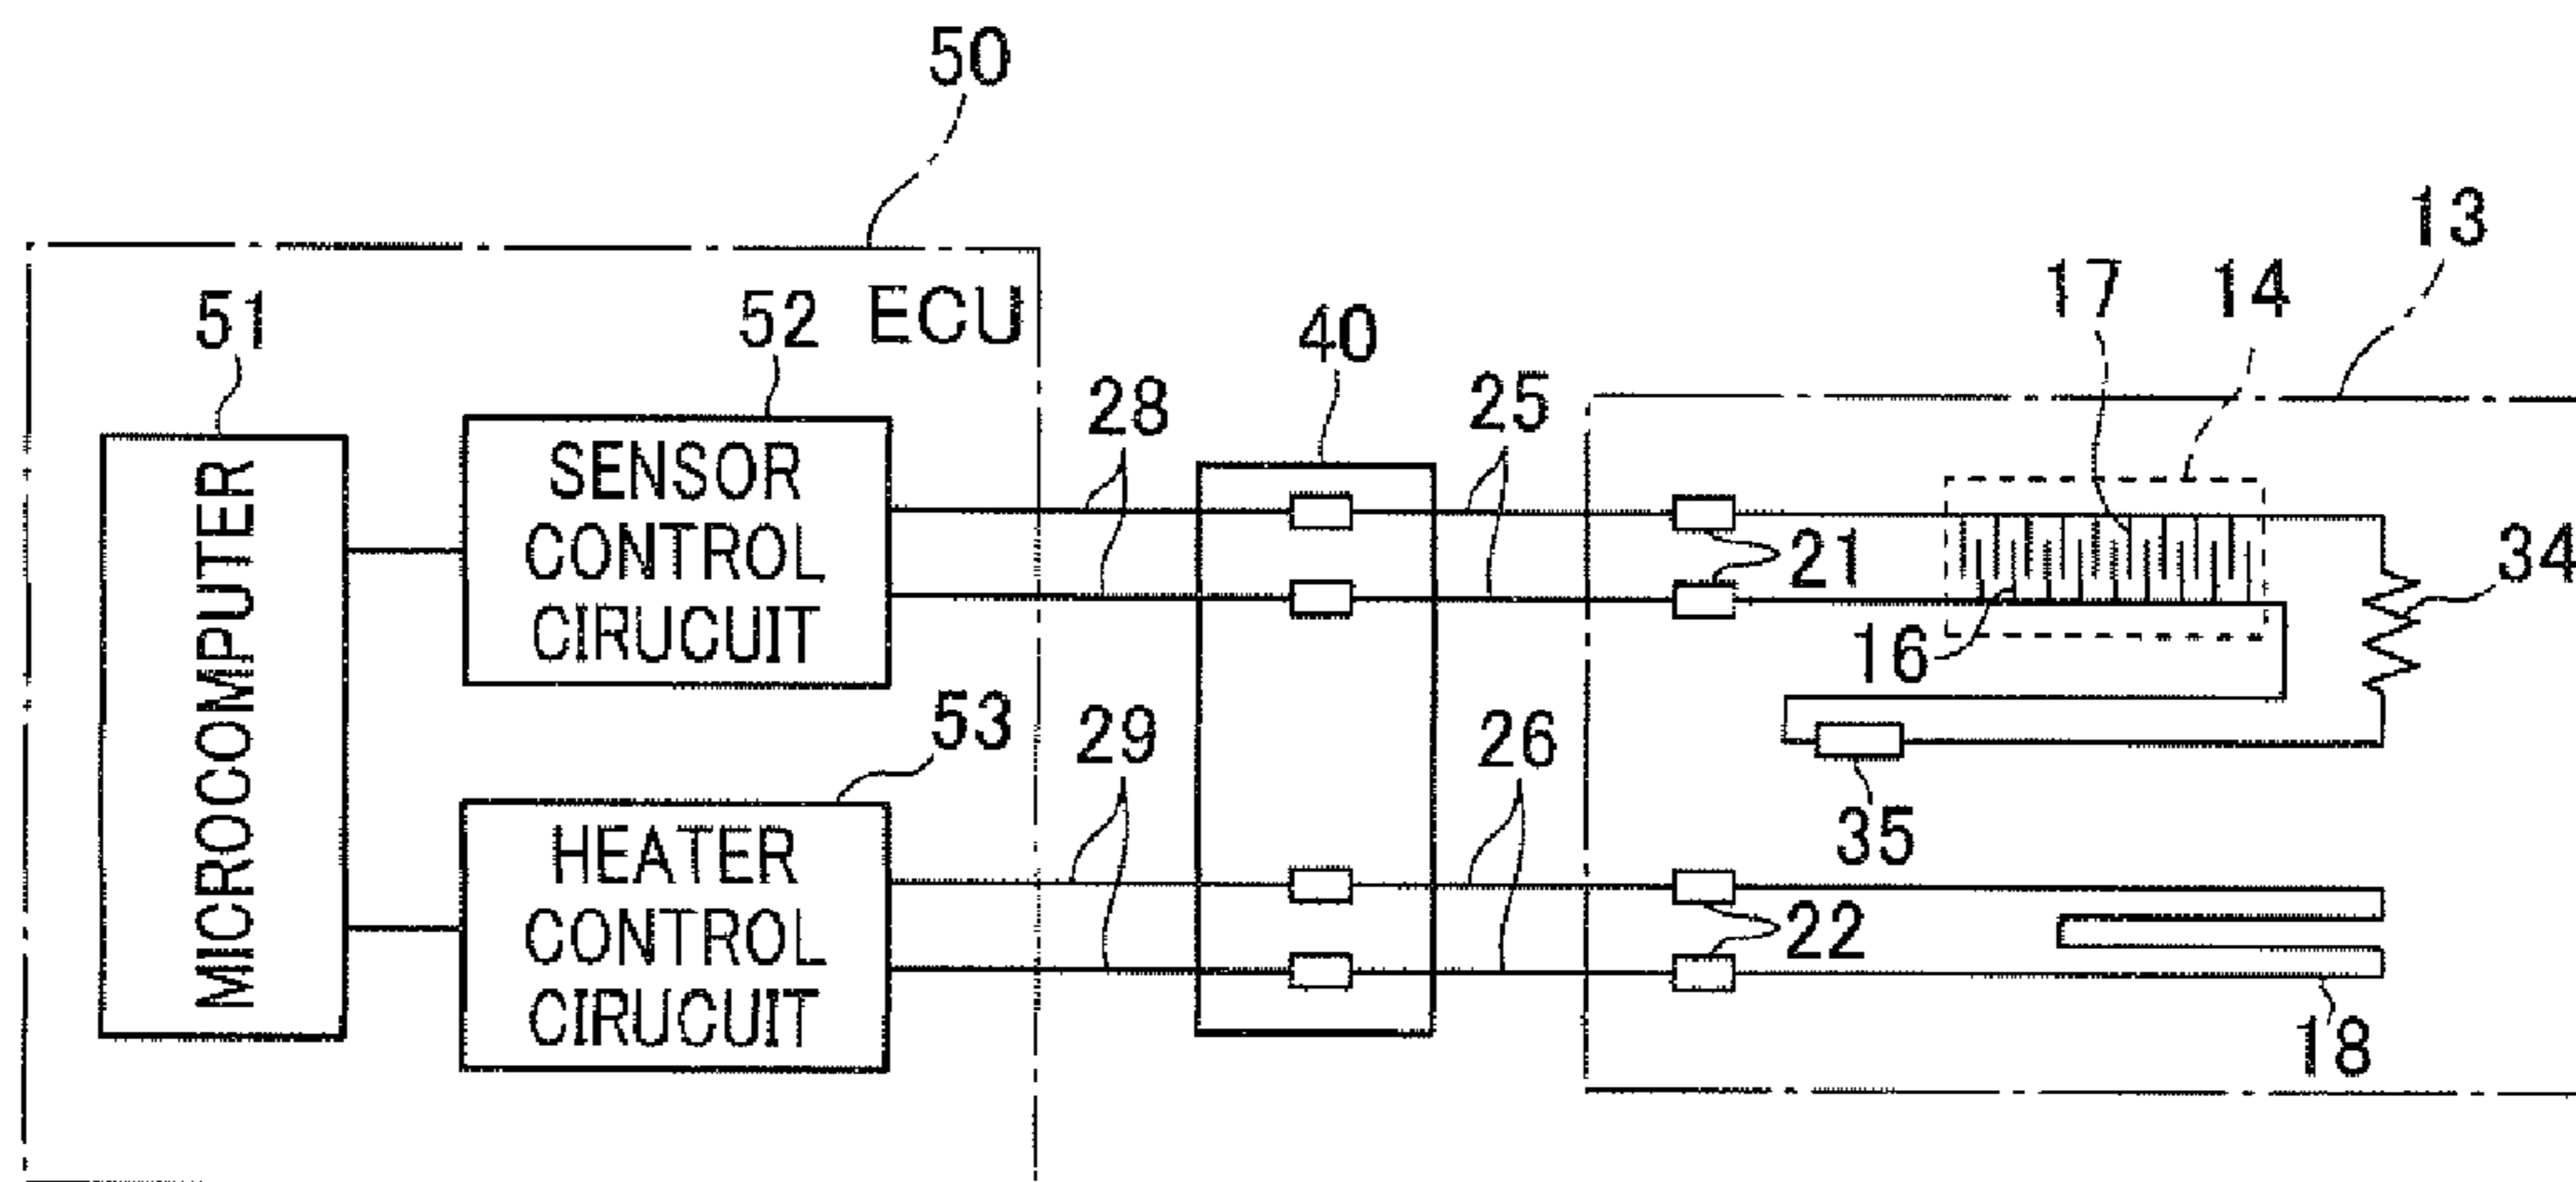 50
13
17
14
51
52
ECU
40
28
25
MICROCOMPUTER
SENSOR
CONTROL
CIRUCUIT
21
34
16
53
29
26
35
HEATER
CONTROL
CIRUCUIT
22
18